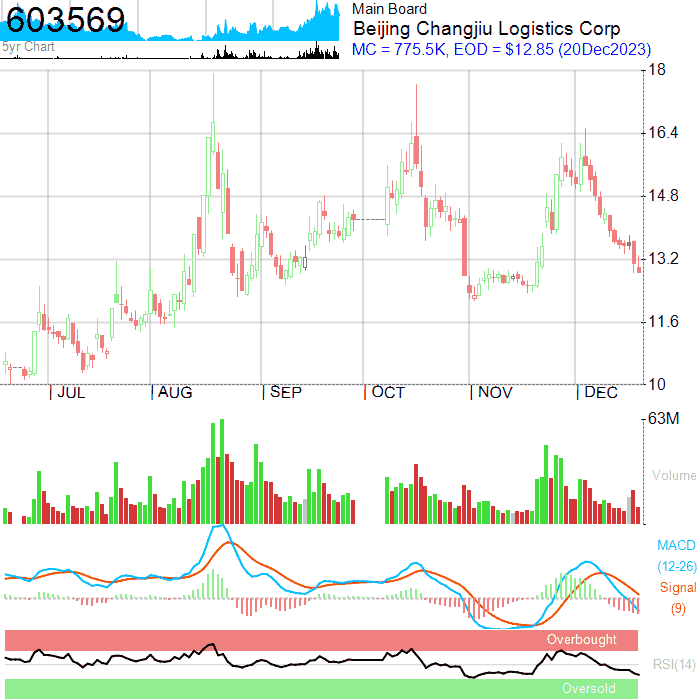 603569
5yr Chart
Main Board
Beijing Changjiu Logistics Corp
MC = 775.5K, EOD = $12.85 (20Dec2023)
18
16.4
14.8
13.2
11.6
10
JUL AUG SEP OCT NOV DEC
63M
Volume
MACD
(12-26)
Signal
(9)
Overbought
RSI(14)
Oversold